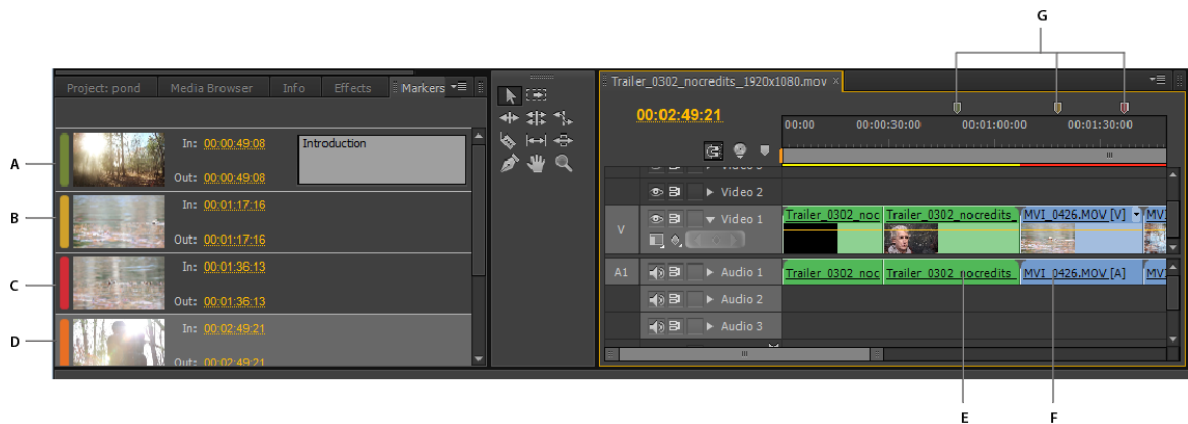 G
Project: pond Media Browser Info Effects Markers
Trailer_0302_nocredits_1920x1080.mov ×
00:02:49:21
00:00 00:00:30:00 00:01:00:00 00:01:30:00
A
In: 00:00:49:08 Introduction
Out: 00:00:49:08
B
In: 00:01:17:16
Out: 00:01:17:16
C
In: 00:01:36:13
Out: 00:01:36:13
D
In: 00:02:49:21
Out: 00:02:49:21
Video 2
V Video 1 Trailer_0302_noc Trailer_0302_nocredits_ MVI_0426.MOV [V] MVI
A1 Audio 1 Trailer_0302_noc Trailer_0302_nocredits_ MVI_0426.MOV [A] MVI
Audio 2
Audio 3
E F